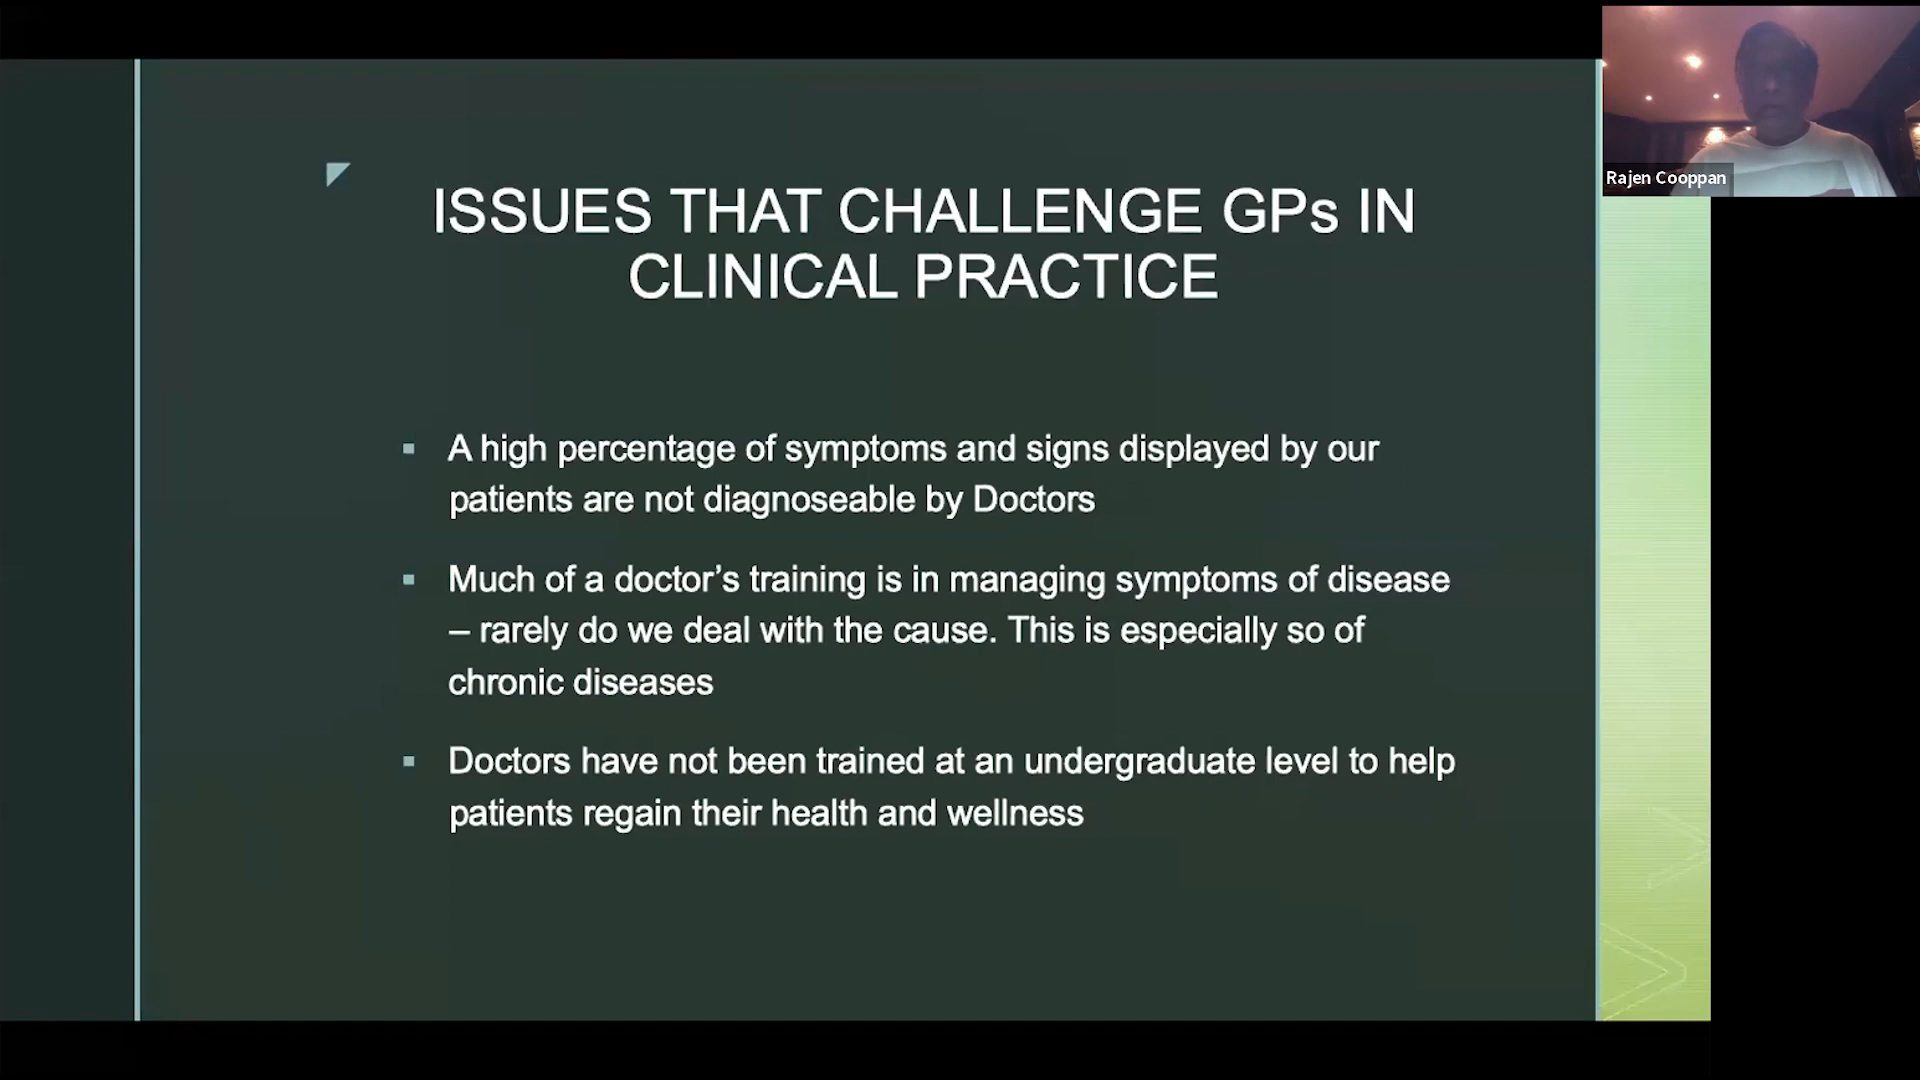 ISSUES THAT CHALLENGE GPs IN
CLINICAL PRACTICE
A high percentage of symptoms and signs displayed by our
patients are not diagnoseable by Doctors
Much of a doctor’s training is in managing symptoms of disease
– rarely do we deal with the cause. This is especially so of
chronic diseases
Doctors have not been trained at an undergraduate level to help
patients regain their health and wellness
Rajen Cooppan